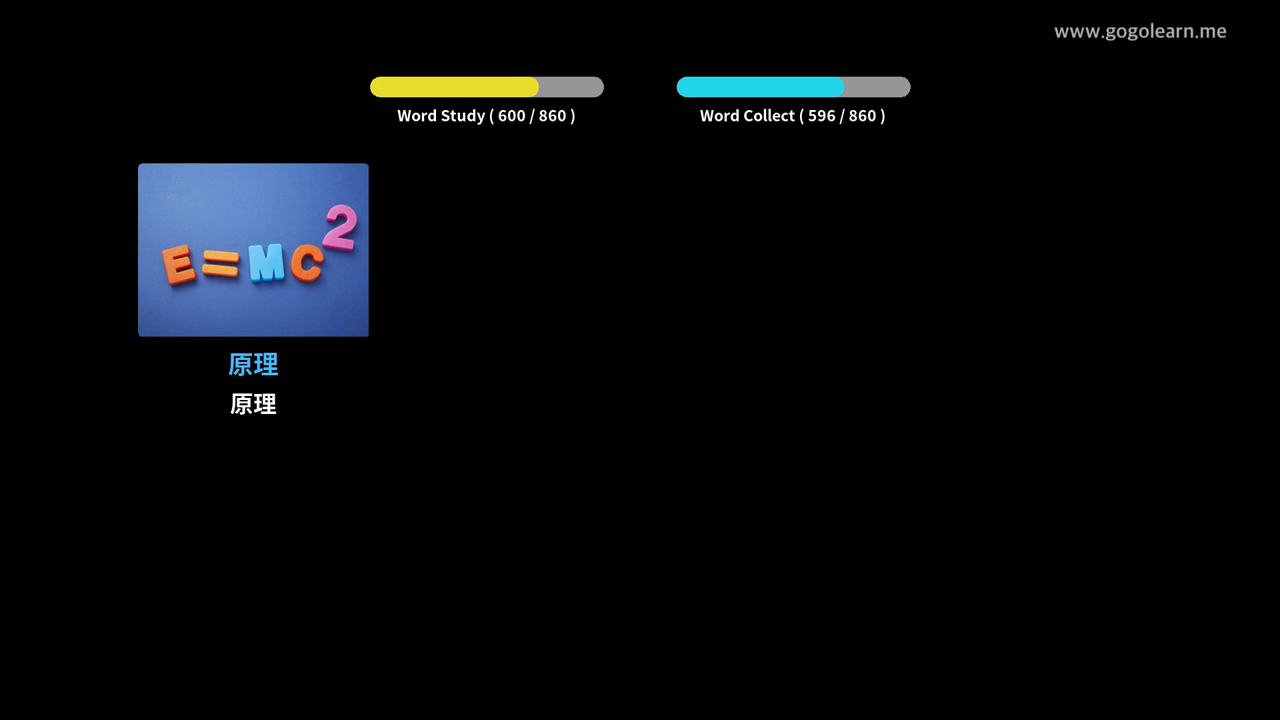 www.gogolearn.me
Word Study ( 600 / 860 )
Word Collect ( 596 / 860 )
E=MC²
原理
原理